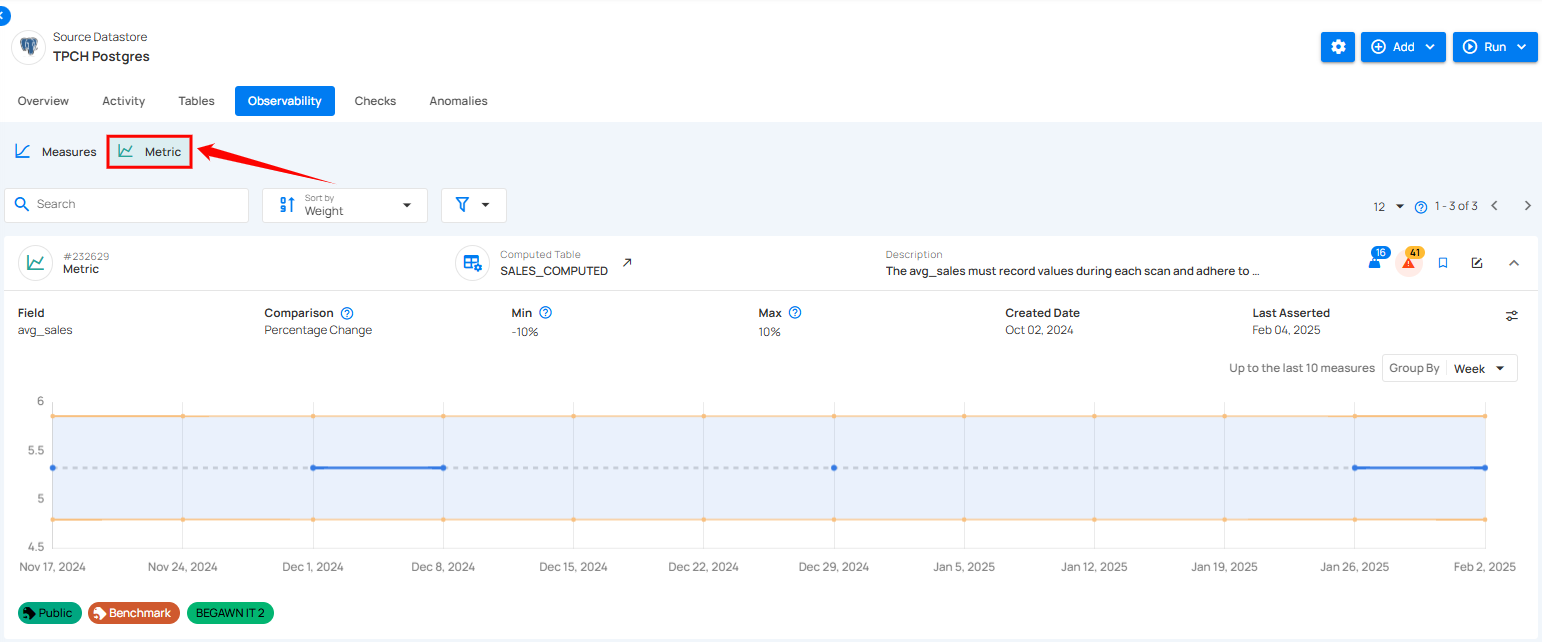 Source Datastore
TPCH Postgres
Add
Run
Overview Activity Tables Observability Checks Anomalies
Measures Metric
Search
Sort by
Weight
12 1 - 3 of 3
#232629
Metric
Computed Table
SALES_COMPUTED
Description
The avg_sales must record values during each scan and adhere to ...
16
41
Field
avg_sales
Comparison
Percentage Change
Min
-10%
Max
10%
Created Date
Oct 02, 2024
Last Asserted
Feb 04, 2025
Up to the last 10 measures Group By Week
6
5.5
5
4.5
Nov 17, 2024 Nov 24, 2024 Dec 1, 2024 Dec 8, 2024 Dec 15, 2024 Dec 22, 2024 Dec 29, 2024 Jan 5, 2025 Jan 12, 2025 Jan 19, 2025 Jan 26, 2025 Feb 2, 2025
Public Benchmark BEGAWN IT 2